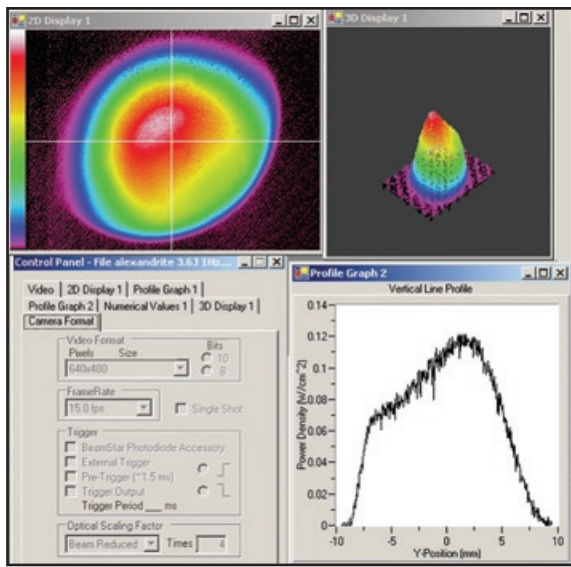 2D Display 1
3D Display 1
Control Panel - File alexandrite 3.63 1Hz....
Video 2D Display 1 Profile Graph 1
Profile Graph 2 Numerical Values 1 3D Display 1
Camera Format
Video Format
Pixels Size Bits
640x480 10
8
FrameRate
15.0 fps Single Shot
Trigger
BeamStar Photodiode Accessory
External Trigger
Pre-Trigger (~1.5 ms)
Trigger Output
Trigger Period ___ ms
Optical Scaling Factor
Beam Reduced Times 4
Profile Graph 2
Vertical Line Profile
Power Density (W/cm^2)
0.14
0.12
0.10
0.08
0.06
0.04
0.02
0
-10 -5 0 5 10
Y-Position (mm)